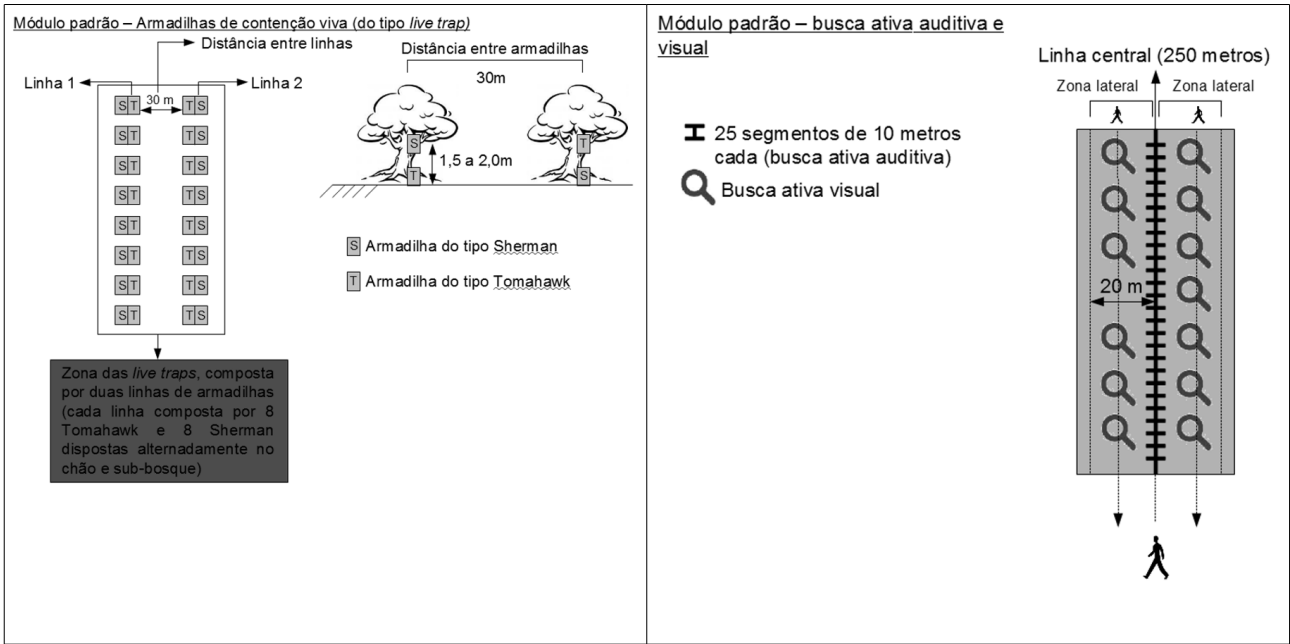 Módulo padrão – Armadilhas de contenção viva (do tipo live trap)
Distância entre linhas
Linha 1
Linha 2
30 m
S T T S
S T T S
S T T S
S T T S
S T T S
S T T S
S T T S
S T T S
Zona das live traps, composta
por duas linhas de armadilhas
(cada linha composta por 8
Tomahawk e 8 Sherman
dispostas alternadamente no
chão e sub-bosque)
Distância entre armadilhas
30m
S T
1,5 a 2,0m
T S
S Armadilha do tipo Sherman
T Armadilha do tipo Tomahawk
Módulo padrão – busca ativa auditiva e
visual
25 segmentos de 10 metros
cada (busca ativa auditiva)
Busca ativa visual
Linha central (250 metros)
Zona lateral Zona lateral
20 m